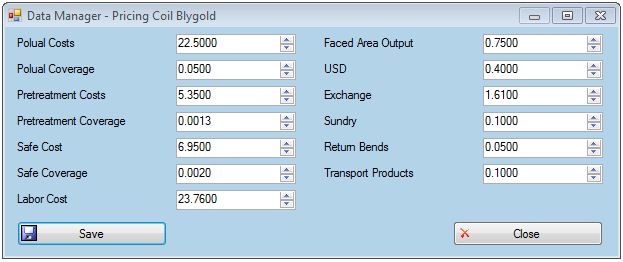 Data Manager - Pricing Coil Blygold
Polual Costs 22.5000 Faced Area Output 0.7500
Polual Coverage 0.0500 USD 0.4000
Pretreatment Costs 5.3500 Exchange 1.6100
Pretreatment Coverage 0.0013 Sundry 0.1000
Safe Cost 6.9500 Return Bends 0.0500
Safe Coverage 0.0020 Transport Products 0.1000
Labor Cost 23.7600
Save Close